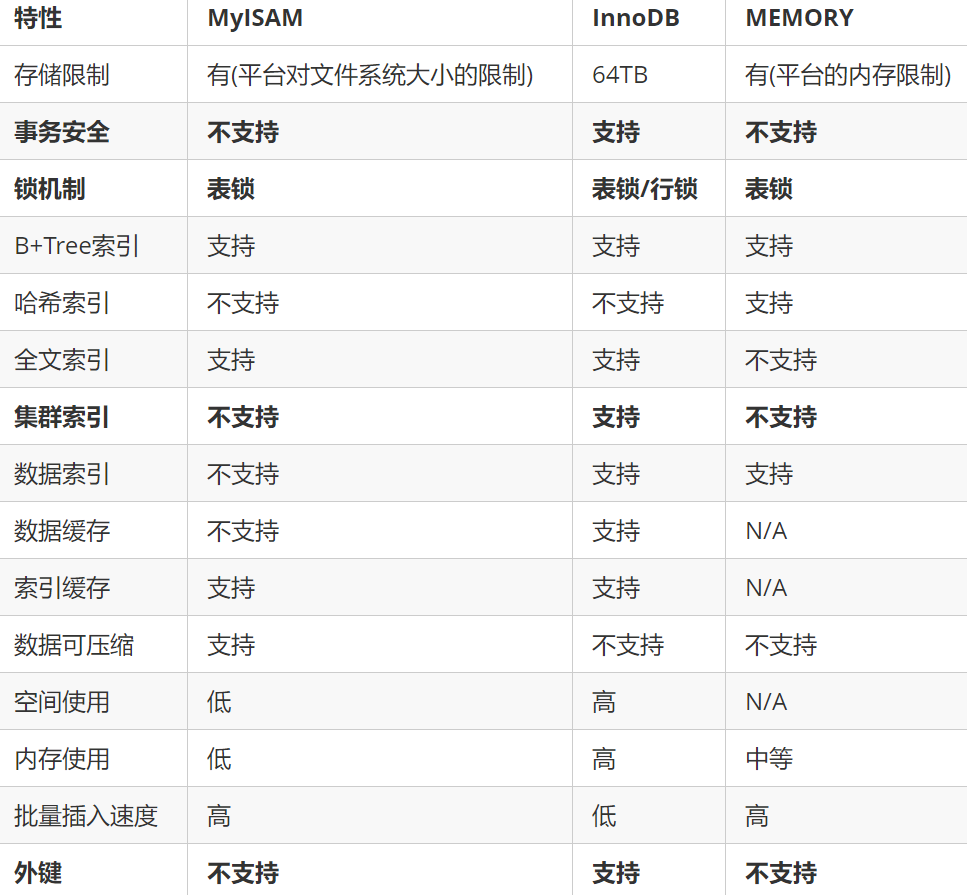 特性 MyISAM InnoDB MEMORY
存储限制 有(平台对文件系统大小的限制) 64TB 有(平台的内存限制)
事务安全 不支持 支持 不支持
锁机制 表锁 表锁/行锁 表锁
B+Tree索引 支持 支持 支持
哈希索引 不支持 不支持 支持
全文索引 支持 支持 不支持
集群索引 不支持 支持 不支持
数据索引 不支持 支持 支持
数据缓存 不支持 支持 N/A
索引缓存 支持 支持 N/A
数据可压缩 支持 不支持 不支持
空间使用 低 高 N/A
内存使用 低 高 中等
批量插入速度 高 低 高
外键 不支持 支持 不支持